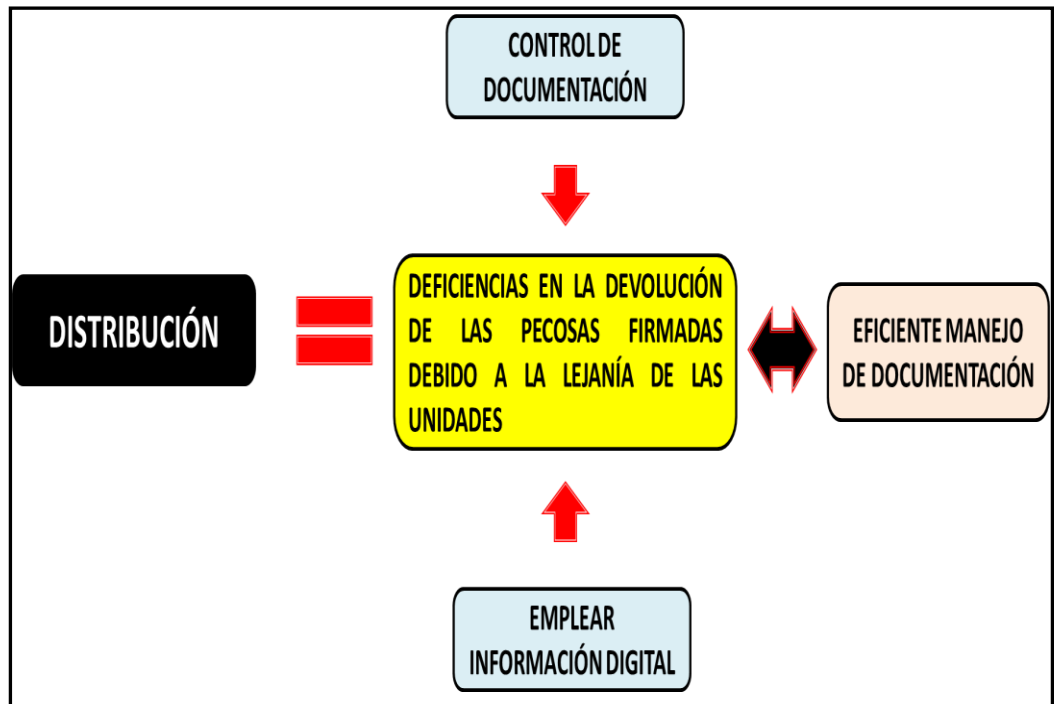 CONTROL DE
DOCUMENTACIÓN
DISTRIBUCIÓN
DEFICIENCIAS EN LA DEVOLUCIÓN
DE LAS PECOSAS FIRMADAS
DEBIDO A LA LEJANÍA DE LAS
UNIDADES
EFICIENTE MANEJO
DE DOCUMENTACIÓN
EMPLEAR
INFORMACIÓN DIGITAL